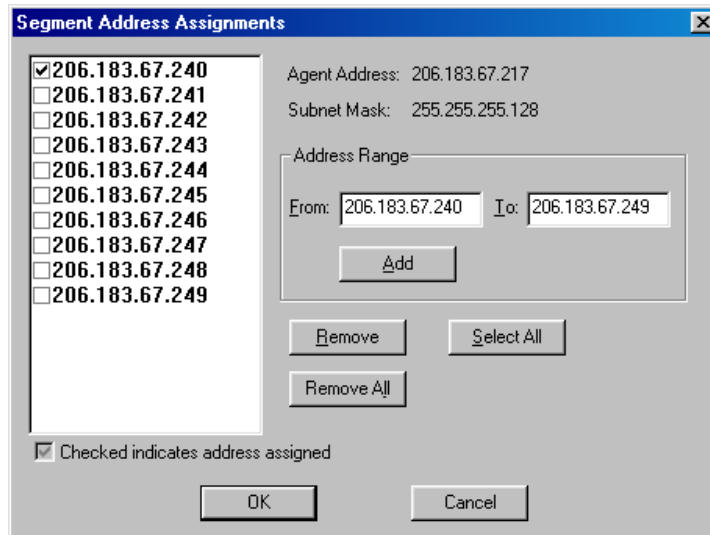 Segment Address Assignments
206.183.67.240
206.183.67.241
206.183.67.242
206.183.67.243
206.183.67.244
206.183.67.245
206.183.67.246
206.183.67.247
206.183.67.248
206.183.67.249
Checked indicates address assigned
Agent Address: 206.183.67.217
Subnet Mask: 255.255.255.128
Address Range
From: 206.183.67.240 To: 206.183.67.249
Add
Remove Select All
Remove All
OK Cancel